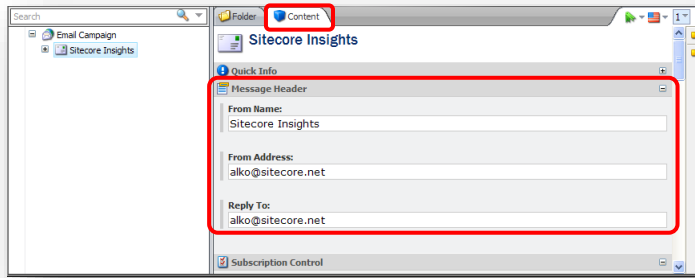 Search
Folder
Content
1
Email Campaign
Sitecore Insights
Sitecore Insights
Quick Info
Message Header
From Name:
Sitecore Insights
From Address:
alko@sitecore.net
Reply To:
alko@sitecore.net
Subscription Control